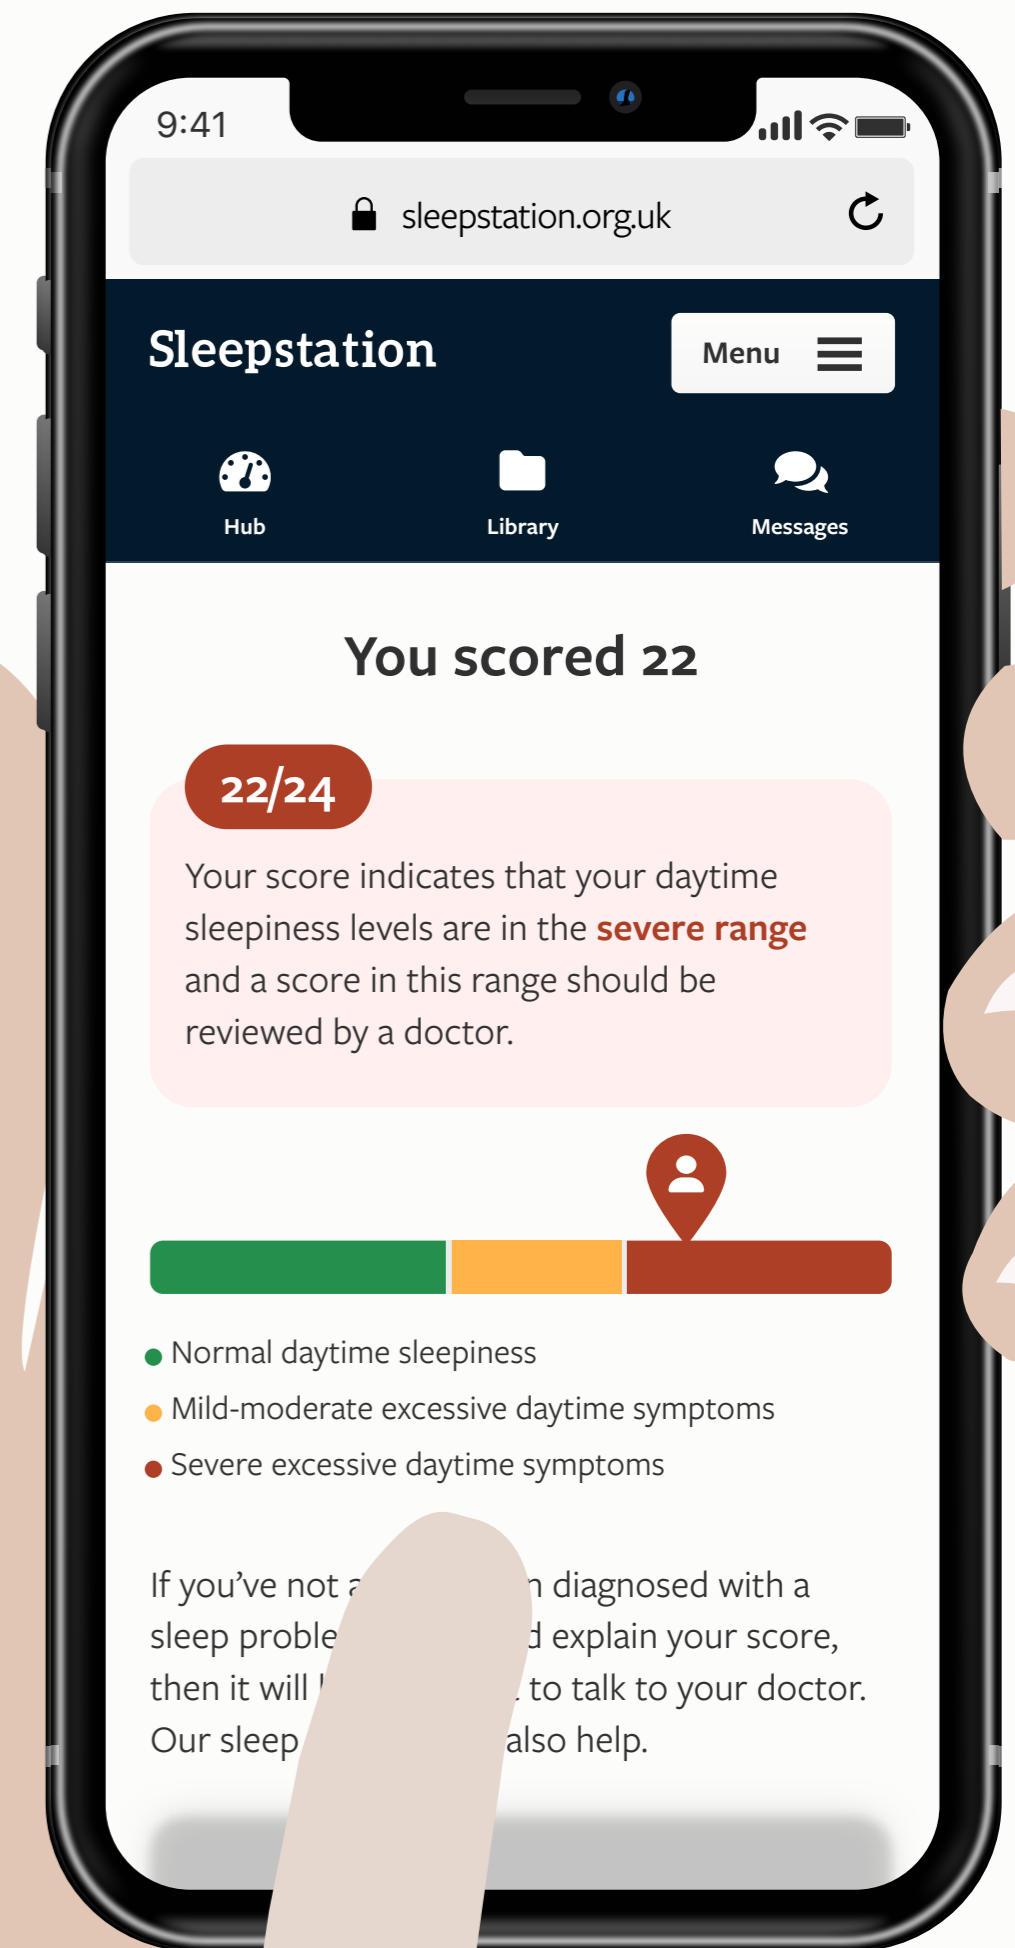 9:41
sleepstation.org.uk
Sleepstation
Menu
Hub
Library
Messages
You scored 22
22/24
Your score indicates that your daytime
sleepiness levels are in the severe range
and a score in this range should be
reviewed by a doctor.
Normal daytime sleepiness
Mild-moderate excessive daytime symptoms
Severe excessive daytime symptoms
If you've not diagnosed with a
sleep explain your score,
then it will to talk to your doctor.
Our sleep also help.